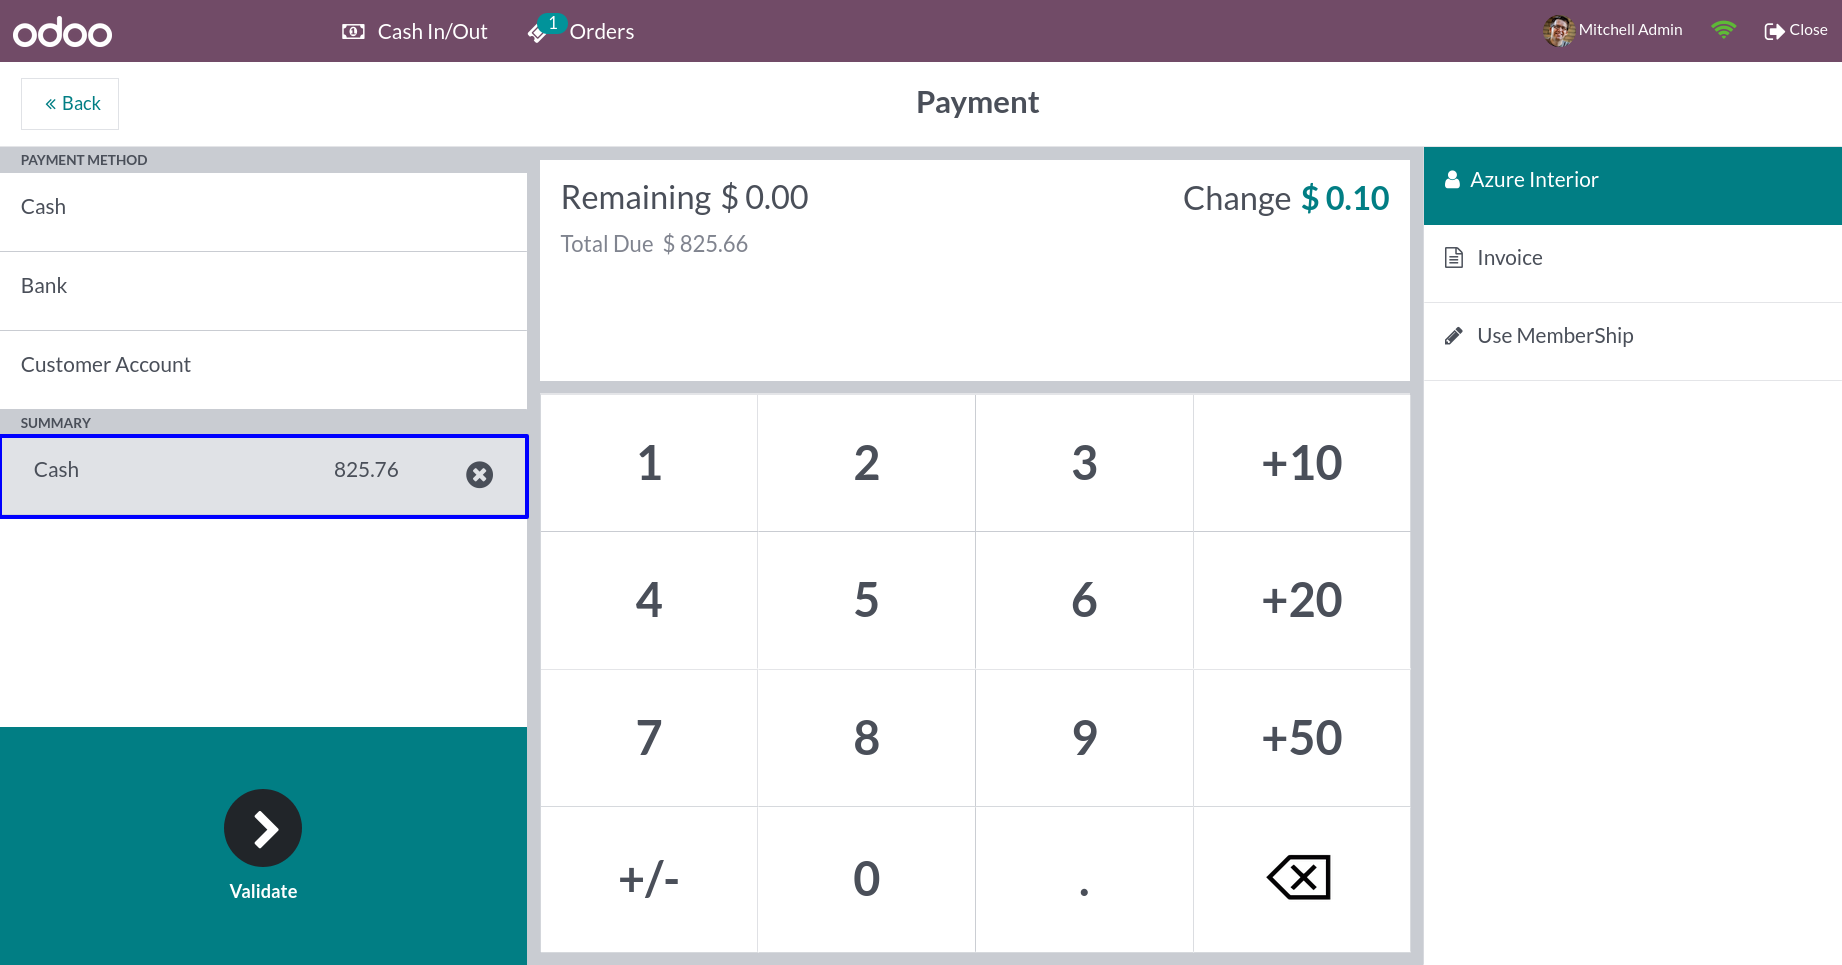 odoo
Cash In/Out
1
Orders
Mitchell Admin
Close
« Back
Payment
PAYMENT METHOD
Cash
Bank
Customer Account
SUMMARY
Cash 825.76
Validate
Remaining $ 0.00
Change $ 0.10
Total Due $ 825.66
1 2 3 +10
4 5 6 +20
7 8 9 +50
+/- 0 .
Azure Interior
Invoice
Use MemberShip